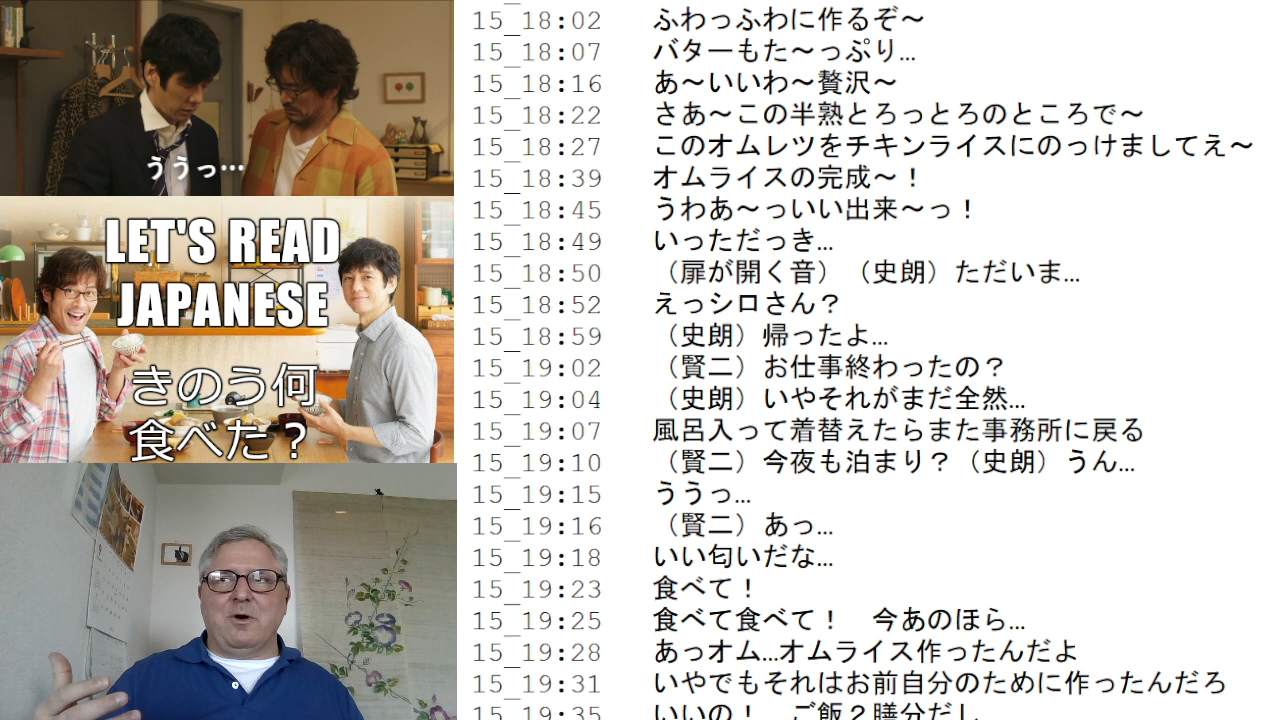 ううっ…
LET'S READ
JAPANESE
きのう何
食べた？
15_18:02 ふわっふわに作るぞ～
15_18:07 バターもた～っぷり…
15_18:16 あ～いいわ～贅沢～
15_18:22 さあ～この半熟とろっとろのところで～
15_18:27 このオムレツをチキンライスにのっけましてえ～
15_18:39 オムライスの完成～！
15_18:45 うわあ～っいい出来～っ！
15_18:49 いっただっき…
15_18:50 （扉が開く音）（史朗）ただいま…
15_18:52 えっシロさん？
15_18:59 （史朗）帰ったよ…
15_19:02 （賢二）お仕事終わったの？
15_19:04 （史朗）いやそれがまだ全然…
15_19:07 風呂入って着替えたらまた事務所に戻る
15_19:10 （賢二）今夜も泊まり？（史朗）うん…
15_19:15 ううっ…
15_19:16 （賢二）あっ…
15_19:18 いい匂いだな…
15_19:23 食べて！
15_19:25 食べて食べて！　今あのほら…
15_19:28 あっオム…オムライス作ったんだよ
15_19:31 いやでもそれはお前自分のために作ったんだろ
15_19:35 いいの！　ご飯２膳分だし